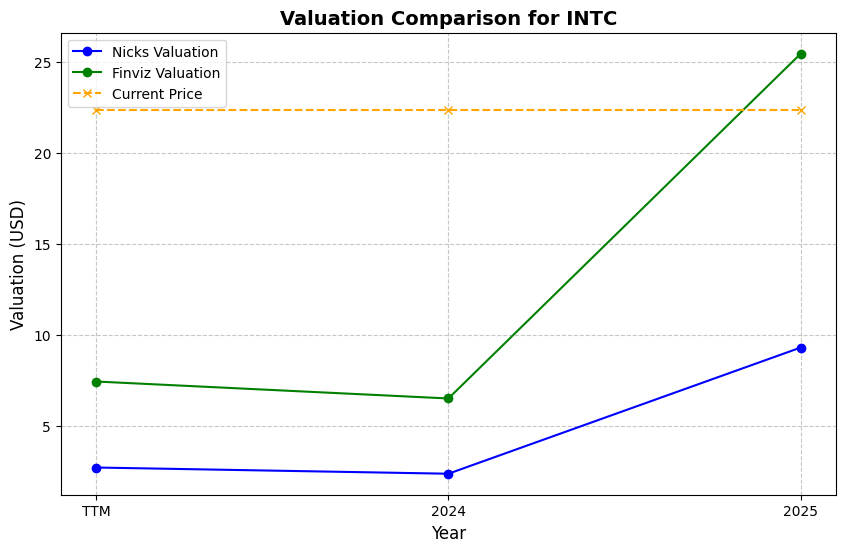 Valuation Comparison for INTC
Nicks Valuation
Finviz Valuation
Current Price
25
20
15
10
5
Valuation (USD)
TTM
2024
2025
Year